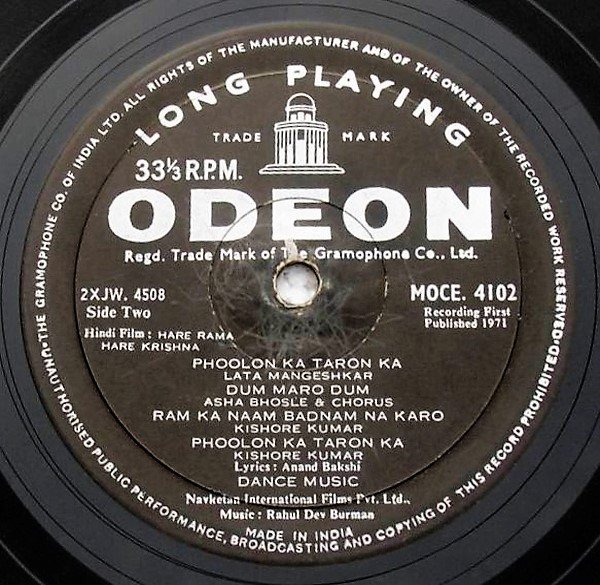 THE GRAMOPHONE CO. OF INDIA LTD. ALL RIGHTS OF THE MANUFACTURER AND OF THE OWNER OF THE RECORDED WORK RESERVED · UNAUTHORISED PUBLIC PERFORMANCE, BROADCASTING AND COPYING OF THIS RECORD PROHIBITED.
LONG PLAYING
TRADE MARK
33⅓ R.P.M.
ODEON
Regd. Trade Mark of The Gramophone Co., Ltd.
2XJW. 4508
MOCE. 4102
Side Two
Recording First
Published 1971
Hindi Film : HARE RAMA
HARE KRISHNA
PHOOLON KA TARON KA
LATA MANGESHKAR
DUM MARO DUM
ASHA BHOSLE & CHORUS
RAM KA NAAM BADNAM NA KARO
KISHORE KUMAR
PHOOLON KA TARON KA
KISHORE KUMAR
Lyrics : Anand Bakshi
DANCE MUSIC
Navketan International Films Pvt. Ltd.,
Music : Rahul Dev Burman
MADE IN INDIA